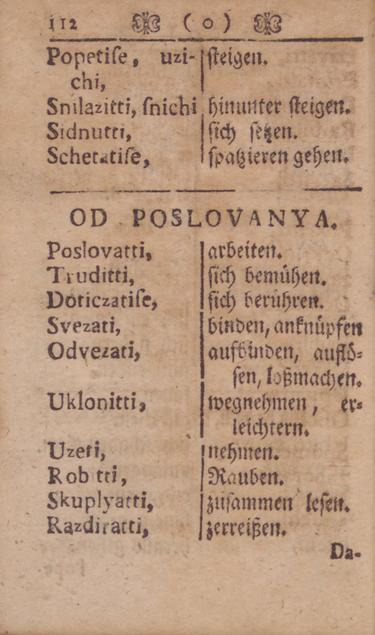 112 ( o )
Popetiſe, uzi- ſteigen.
chi,
Snilazitti, ſnichi hinunter ſteigen.
Sidnutti, ſich ſetzen.
Schetatiſe, ſpatzieren gehen.
OD POSLOVANYA.
Poslovatti, arbeiten.
Truditti, ſich bemühen.
Doticzatiſe, ſich berühren.
Svezati, binden, anknüpfen
Odvezati, aufbinden, auflö-
ſen, loßmachen.
Uklonitti, wegnehmen, er-
leichtern.
Uzeti, nehmen.
Rob tti, Rauben.
Skuplyatti, zuſammen leſen.
Razdiratti, zerreißen.
Da-